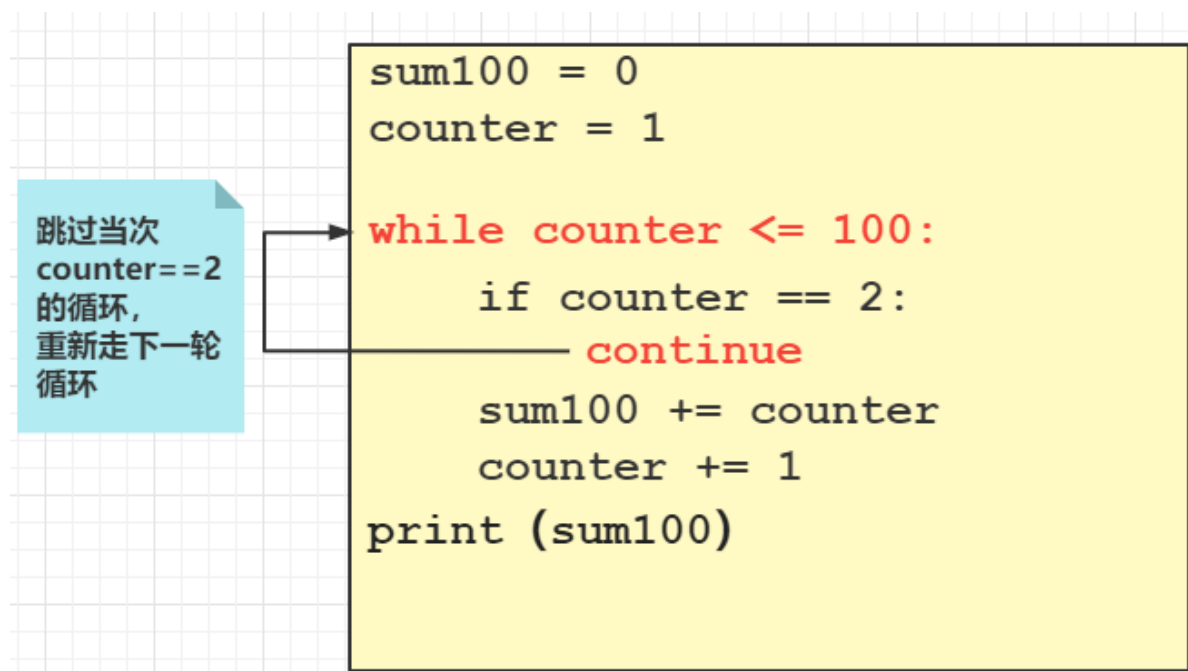 跳过当次
counter==2
的循环，
重新走下一轮
循环
sum100 = 0
counter = 1
while counter <= 100:
    if counter == 2:
        continue
    sum100 += counter
    counter += 1
print (sum100)